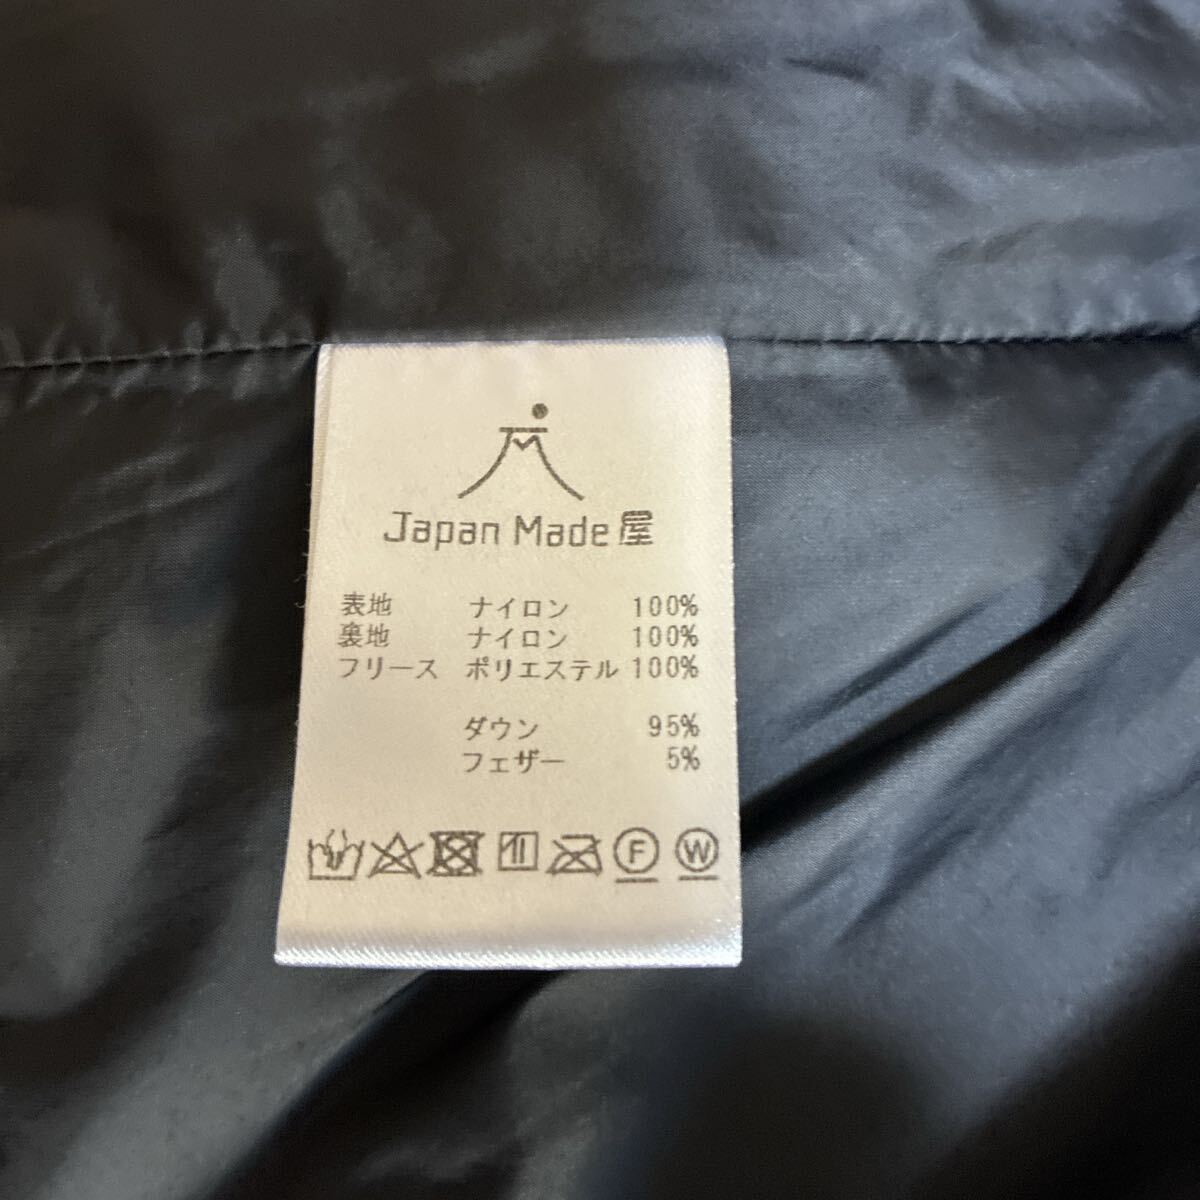 Japan Made 屋
表地 ナイロン 100%
裏地 ナイロン 100%
フリース ポリエステル 100%
ダウン 95%
フェザー 5%
F W